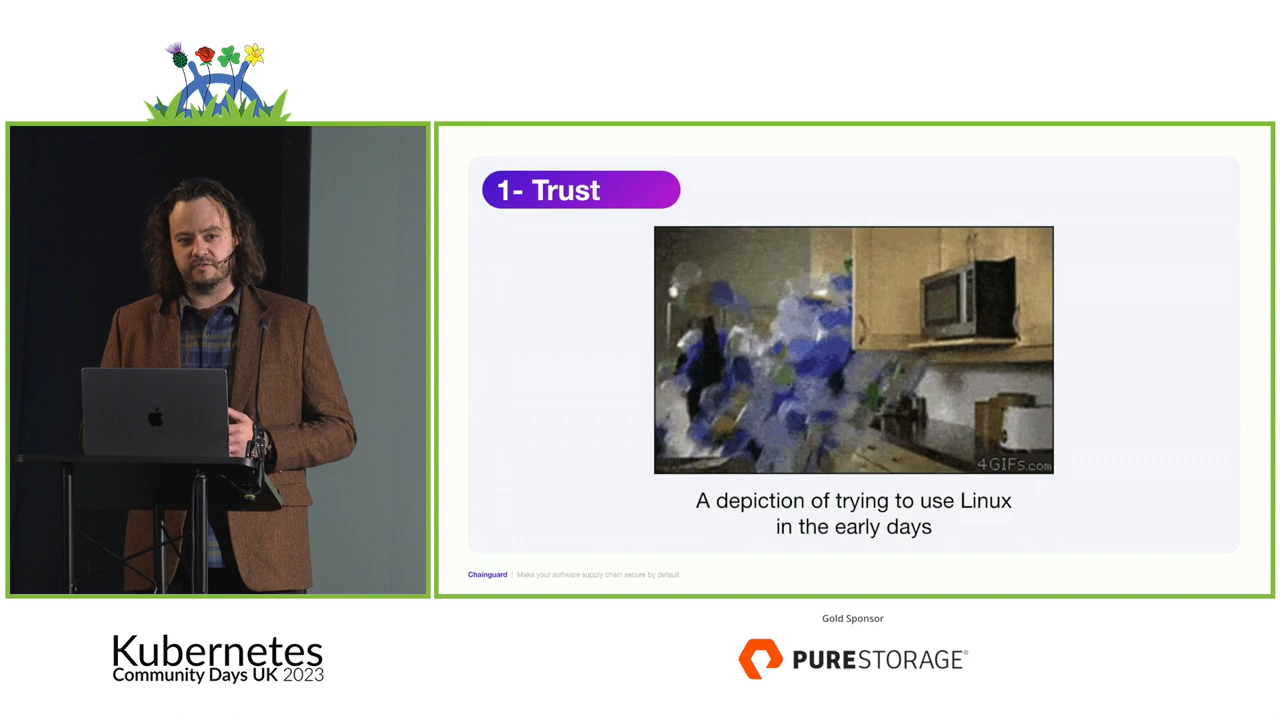 1- Trust
4GIFs.com
A depiction of trying to use Linux
in the early days
Chainguard | Make your software supply chain secure by default
Kubernetes
Community Days UK 2023
Gold Sponsor
PURESTORAGE®